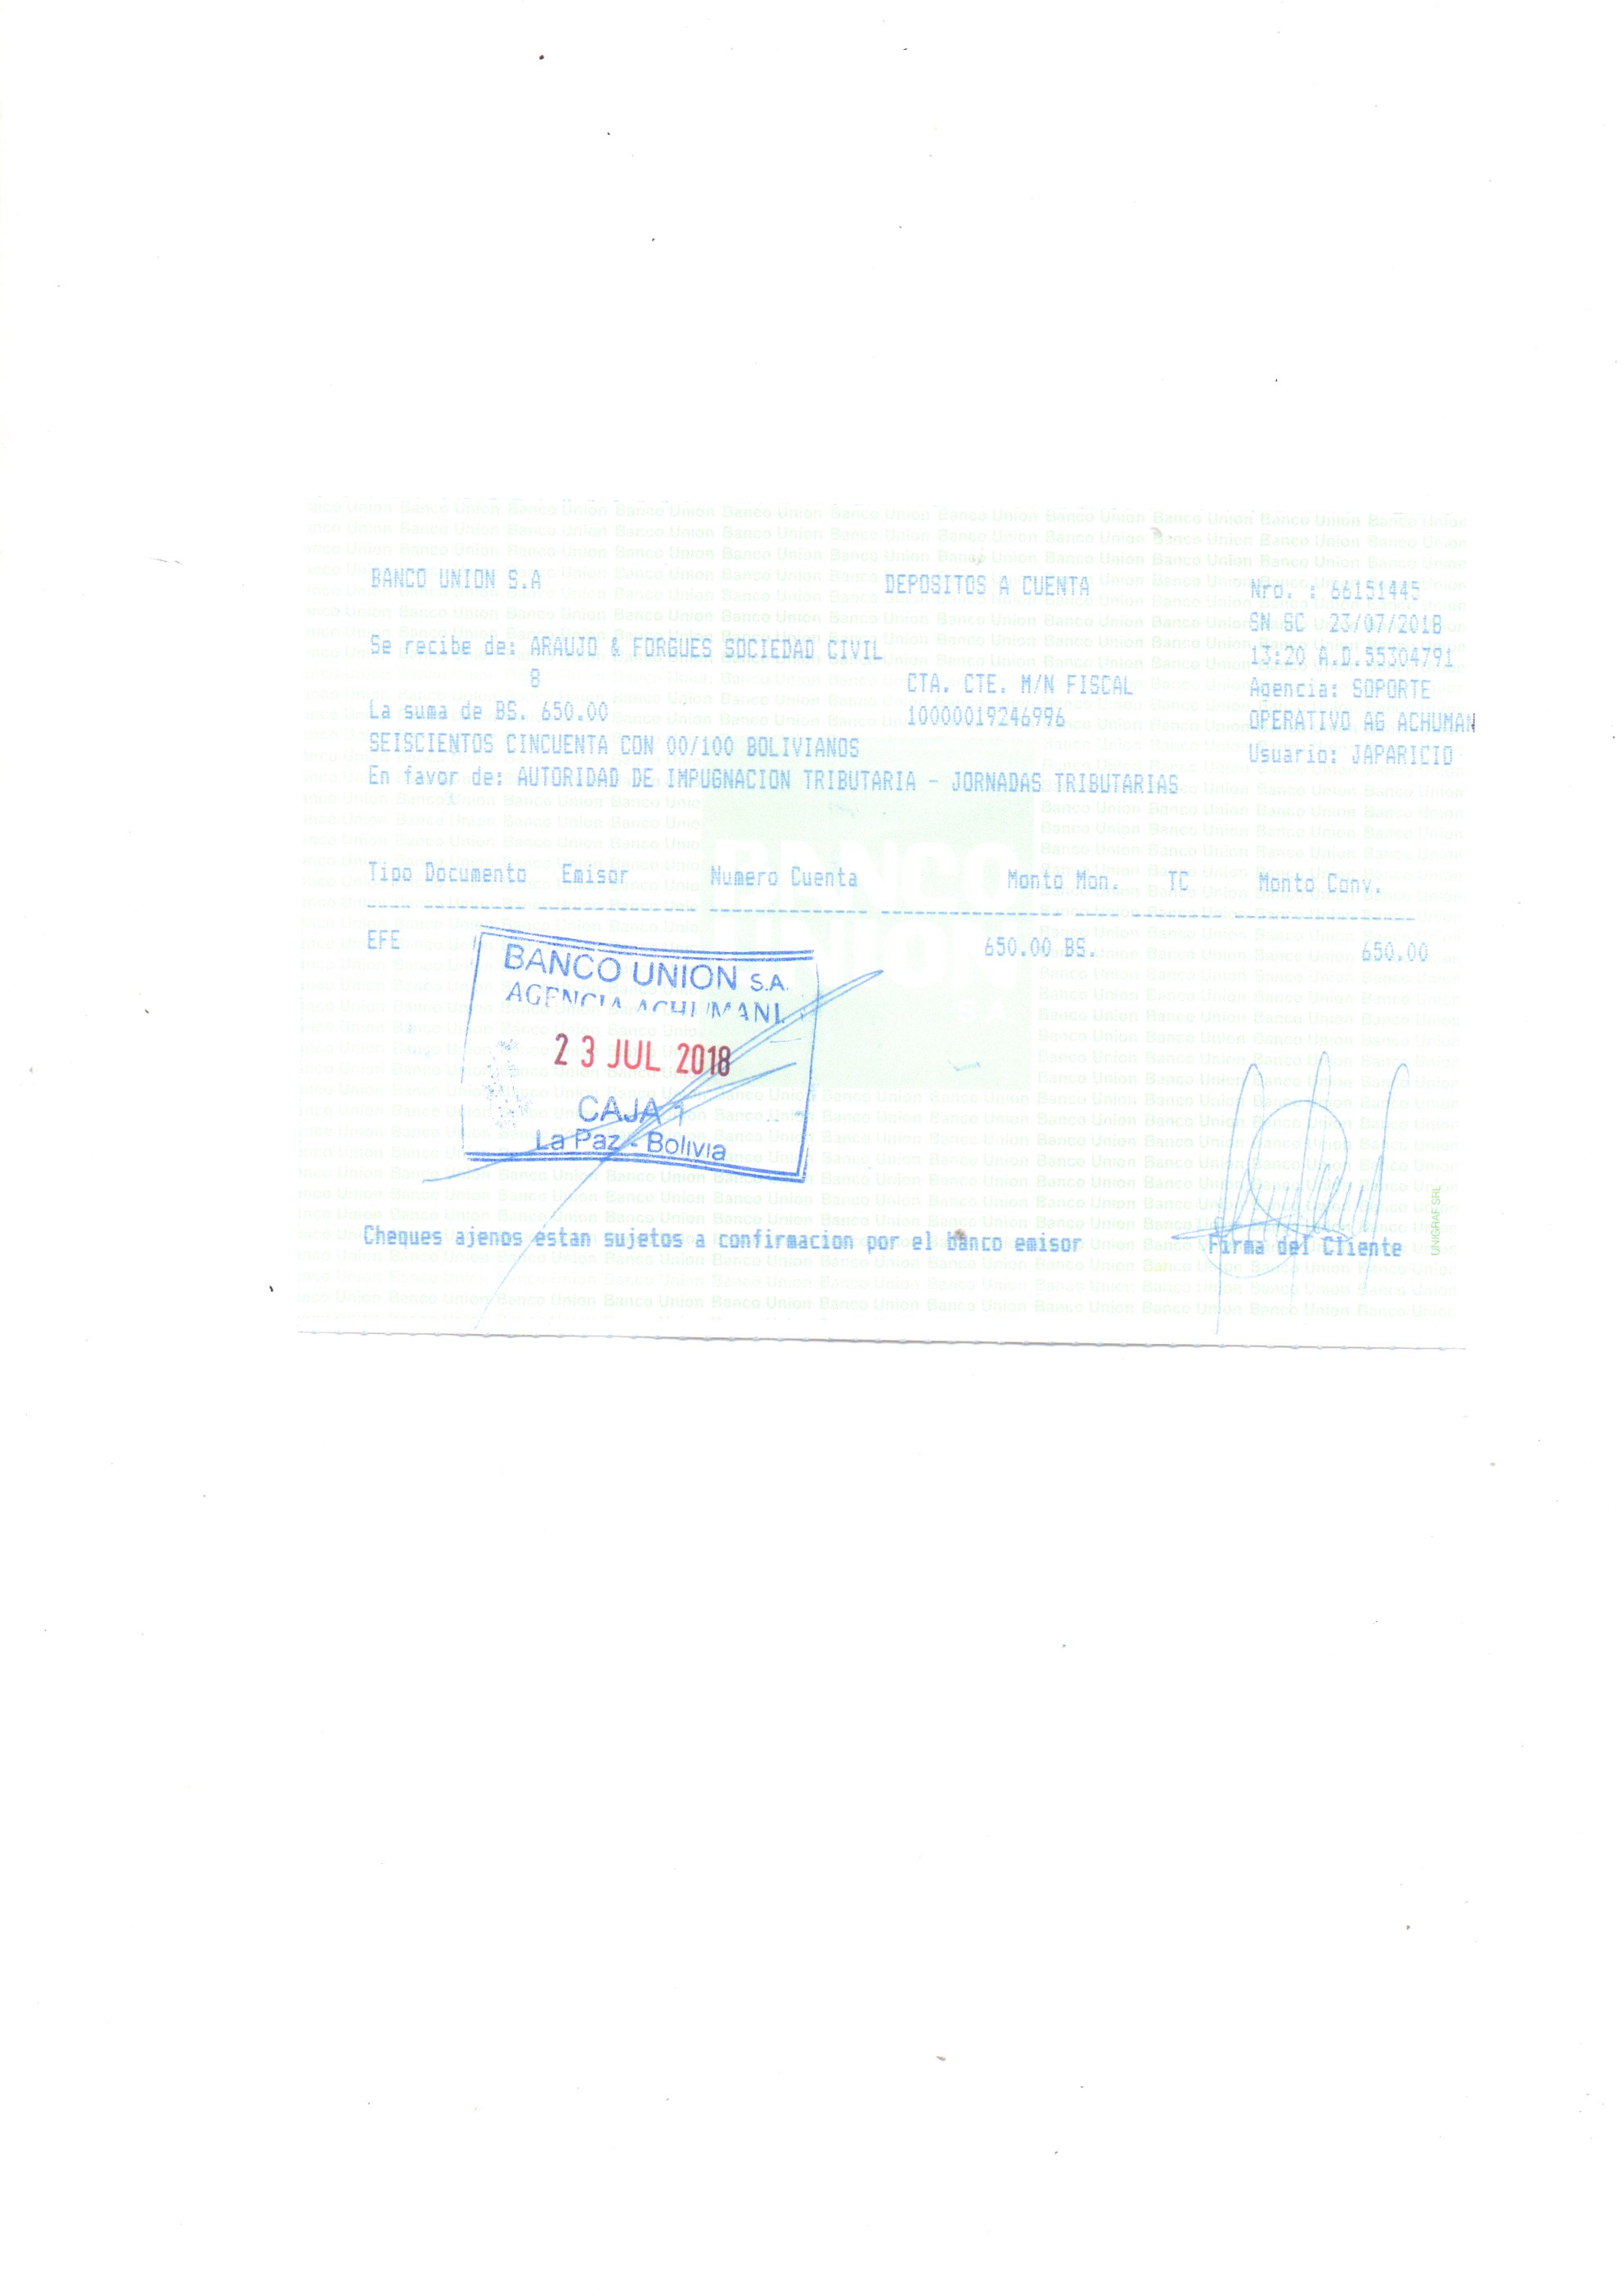 BANCO UNION S.A DEPOSITOS A CUENTA Nro. : 66151445
SN SC 23/07/2018
Se recibe de: ARAUJO & FORGUES SOCIEDAD CIVIL 13:20 A.D.55304791
8 CTA. CTE. M/N FISCAL Agencia: SOPORTE
La suma de BS. 650.00 10000019246996 OPERATIVO AG ACHUMAN
SEISCIENTOS CINCUENTA CON 00/100 BOLIVIANOS Usuario: JAPARICIO
En favor de: AUTORIDAD DE IMPUGNACION TRIBUTARIA - JORNADAS TRIBUTARIAS
Tipo Documento Emisor Numero Cuenta Monto Mon. TC Monto Conv.
EFE 650.00 BS. 650.00
BANCO UNION S.A.
AGENCIA ACHUMANI
23 JUL 2018
CAJA 1
La Paz - Bolivia
Cheques ajenos estan sujetos a confirmacion por el banco emisor Firma del Cliente
UNIGRAF SRL
BANCO
UNION
S.A.